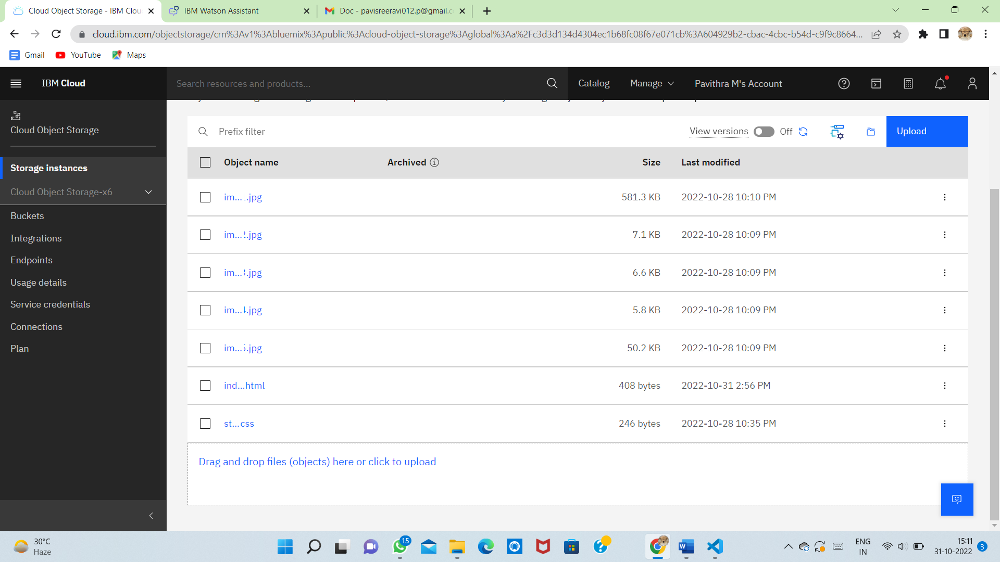 Cloud Object Storage - IBM Clou
IBM Watson Assistant
Doc - pavisreeravi012.p@gmail.c
cloud.ibm.com/objectstorage/crn%3Av1%3Abluemix%3Apublic%3Acloud-object-storage%3Aglobal%3Aa%2Fc3d3d134d4304ec1b68fc08f67e071cb%3A604929b2-cbac-4cbc-b54d-c9f9c8664...
Gmail YouTube Maps
IBM Cloud
Search resources and products...
Catalog Manage Pavithra M's Account
Cloud Object Storage
Storage instances
Cloud Object Storage-x6
Buckets
Integrations
Endpoints
Usage details
Service credentials
Connections
Plan
Prefix filter
View versions Off Upload
Object name Archived Size Last modified
im...1.jpg 581.3 KB 2022-10-28 10:10 PM
im...2.jpg 7.1 KB 2022-10-28 10:09 PM
im...3.jpg 6.6 KB 2022-10-28 10:09 PM
im...4.jpg 5.8 KB 2022-10-28 10:09 PM
im...5.jpg 50.2 KB 2022-10-28 10:09 PM
ind...html 408 bytes 2022-10-31 2:56 PM
st...css 246 bytes 2022-10-28 10:35 PM
Drag and drop files (objects) here or click to upload
30°C
Haze
15
ENG
IN
15:11
31-10-2022
3